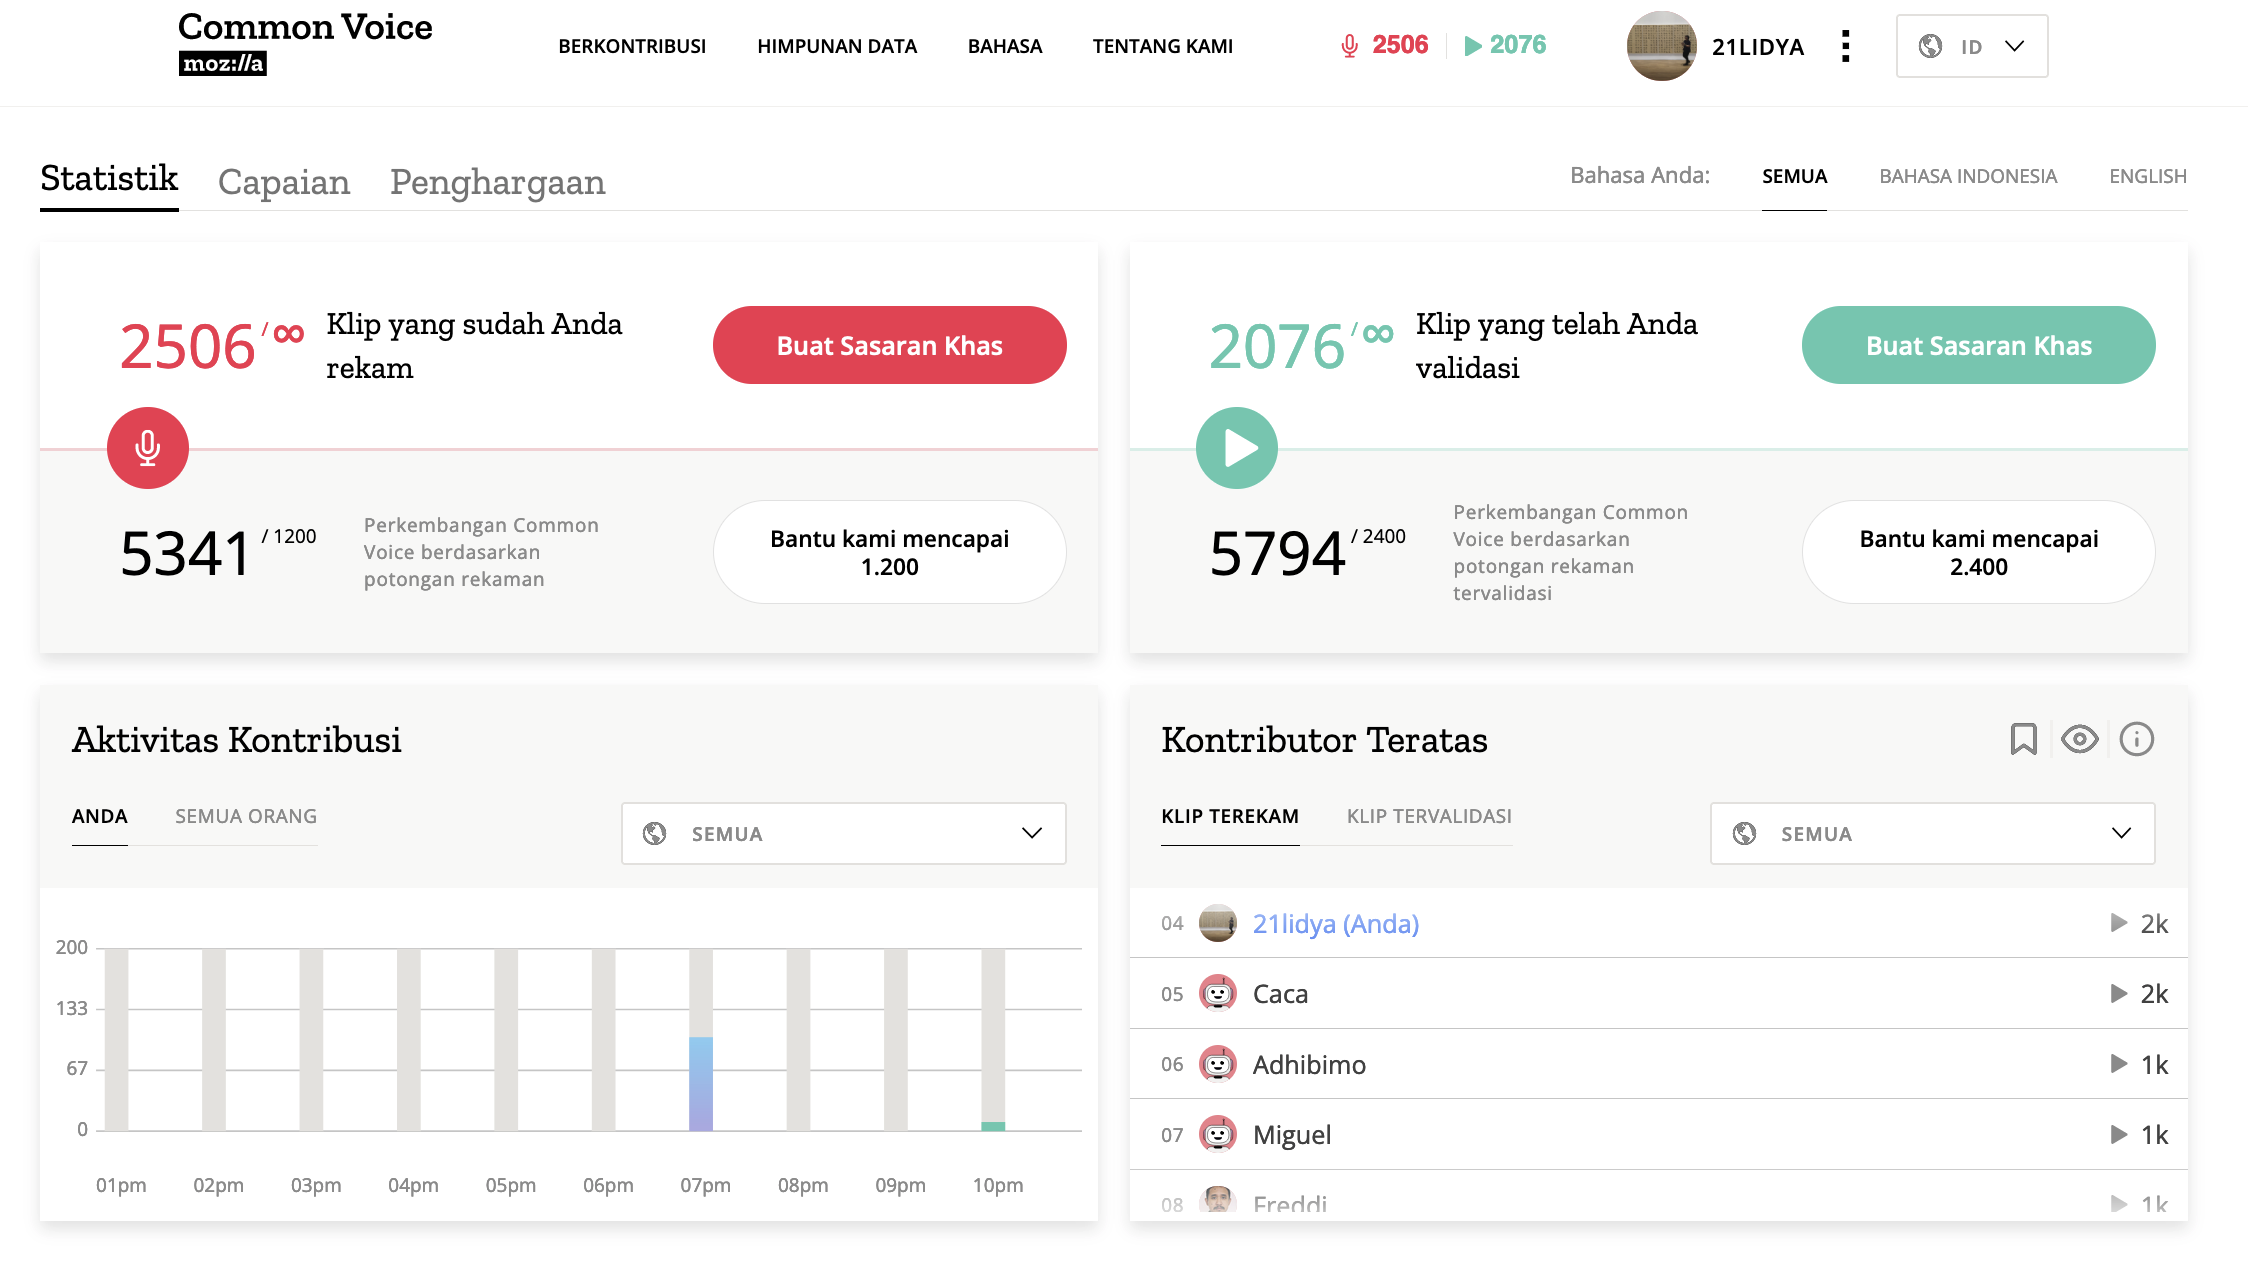 Common Voice
moz://a
BERKONTRIBUSI
HIMPUNAN DATA
BAHASA
TENTANG KAMI
2506
2076
21LIDYA
ID
Statistik
Capaian
Penghargaan
Bahasa Anda:
SEMUA
BAHASA INDONESIA
ENGLISH
2506 / ∞
Klip yang sudah Anda
rekam
Buat Sasaran Khas
5341 / 1200
Perkembangan Common
Voice berdasarkan
potongan rekaman
Bantu kami mencapai
1.200
2076 / ∞
Klip yang telah Anda
validasi
Buat Sasaran Khas
5794 / 2400
Perkembangan Common
Voice berdasarkan
potongan rekaman
tervalidasi
Bantu kami mencapai
2.400
Aktivitas Kontribusi
ANDA
SEMUA ORANG
SEMUA
200
133
67
0
01pm
02pm
03pm
04pm
05pm
06pm
07pm
08pm
09pm
10pm
Kontributor Teratas
KLIP TEREKAM
KLIP TERVALIDASI
SEMUA
04 21lidya (Anda) 2k
05 Caca 2k
06 Adhibimo 1k
07 Miguel 1k
08 Freddi 1k